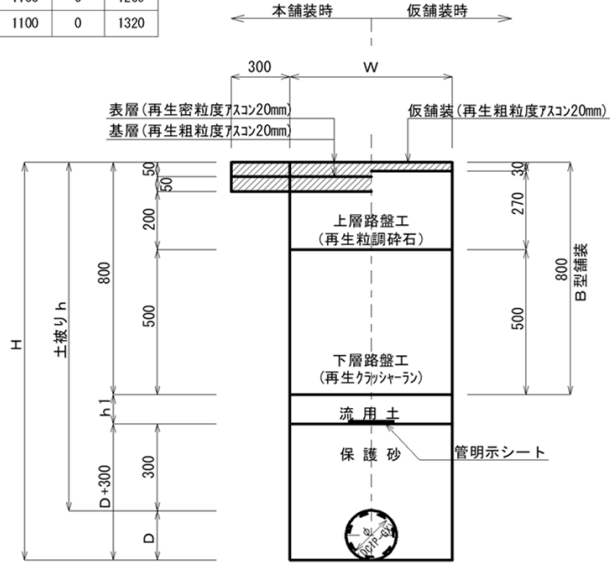 1100 0 1320
本舗装時
仮舗装時
300
W
表層(再生密粒度アスコン20mm)
基層(再生粗粒度アスコン20mm)
仮舗装(再生粗粒度アスコン20mm)
50
50
200
500
800
h1
D+300
土被りh
H
300
D
30
270
500
800
B型舗装
上層路盤工
(再生粒調砕石)
下層路盤工
(再生クラッシャーラン)
流用土
保護砂
管明示シート
φ
DCIP-GX